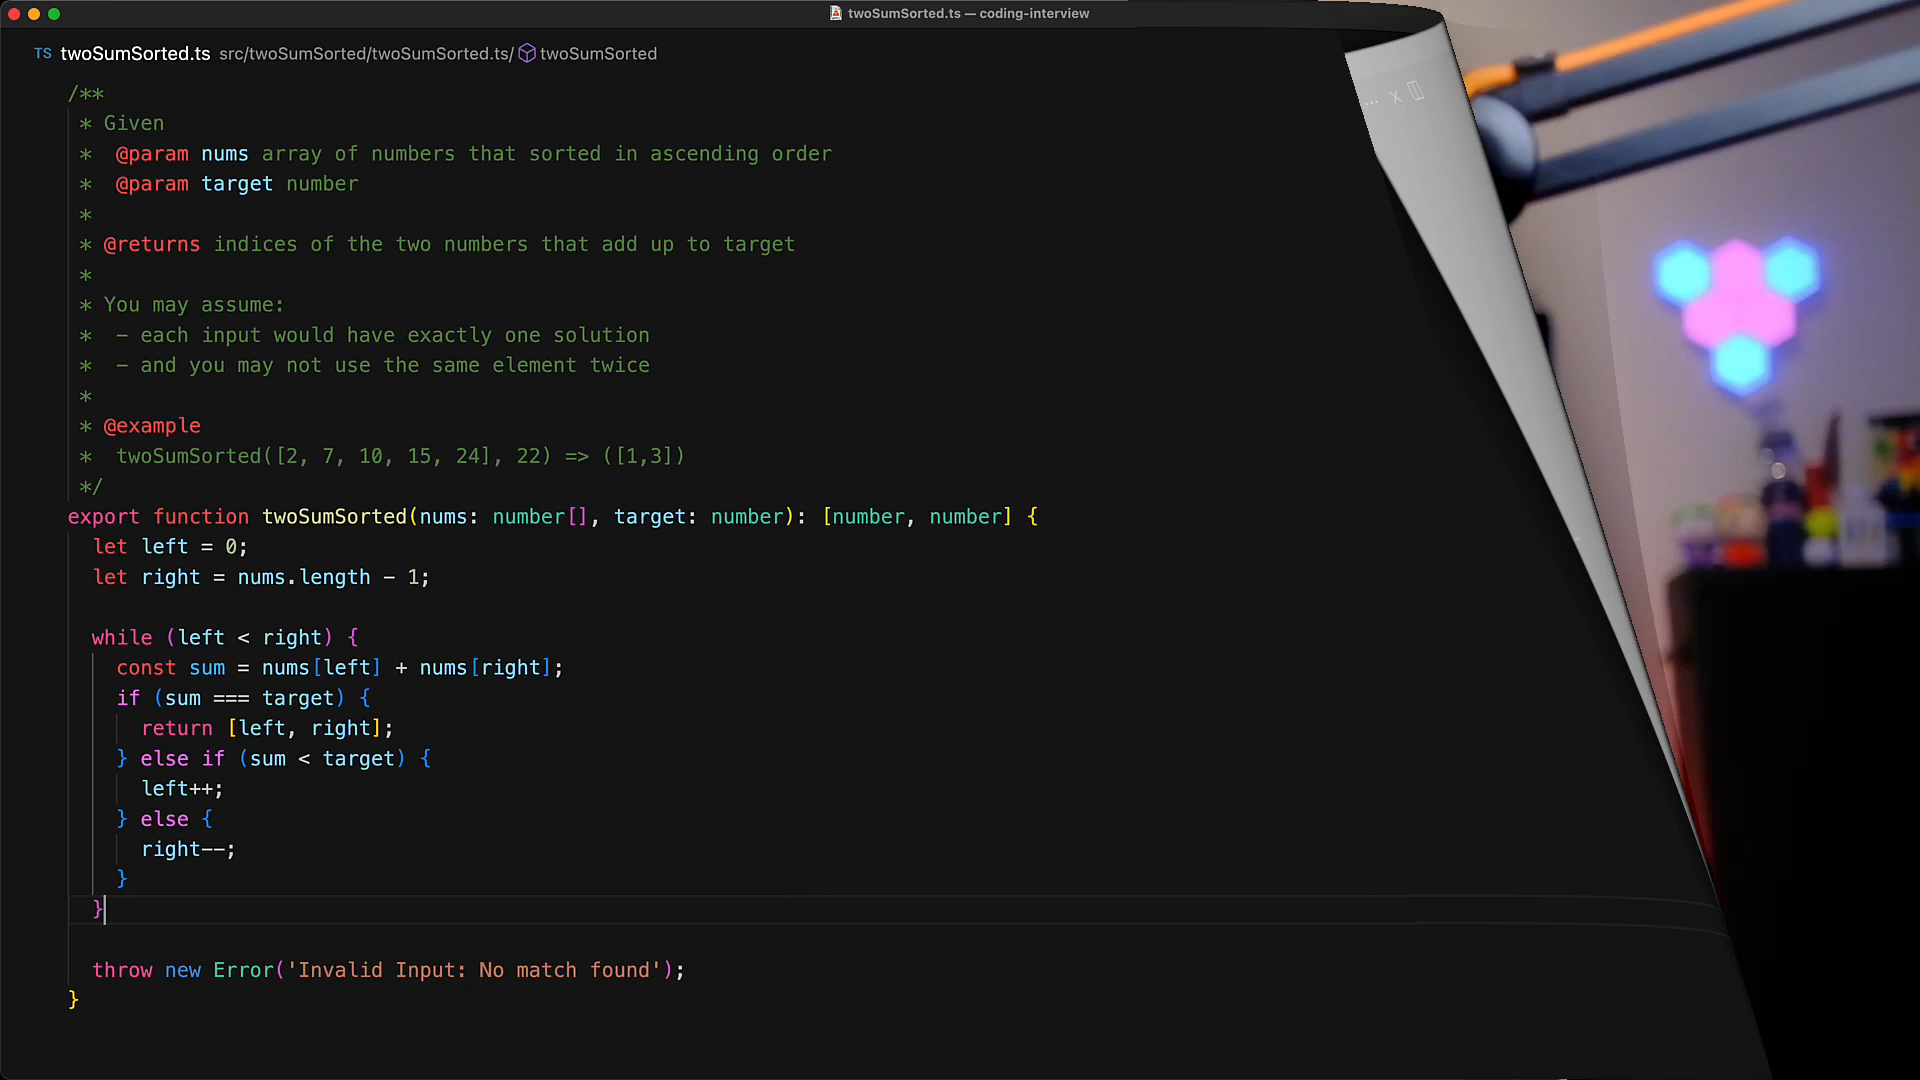 twoSumSorted.ts — coding-interview
TS twoSumSorted.ts src/twoSumSorted/twoSumSorted.ts/ twoSumSorted
/**
 * Given
 *  @param nums array of numbers that sorted in ascending order
 *  @param target number
 *
 * @returns indices of the two numbers that add up to target
 *
 * You may assume:
 *  - each input would have exactly one solution
 *  - and you may not use the same element twice
 *
 * @example
 *  twoSumSorted([2, 7, 10, 15, 24], 22) => ([1,3])
 */
export function twoSumSorted(nums: number[], target: number): [number, number] {
  let left = 0;
  let right = nums.length - 1;

  while (left < right) {
    const sum = nums[left] + nums[right];
    if (sum === target) {
      return [left, right];
    } else if (sum < target) {
      left++;
    } else {
      right--;
    }
  }

  throw new Error('Invalid Input: No match found');
}